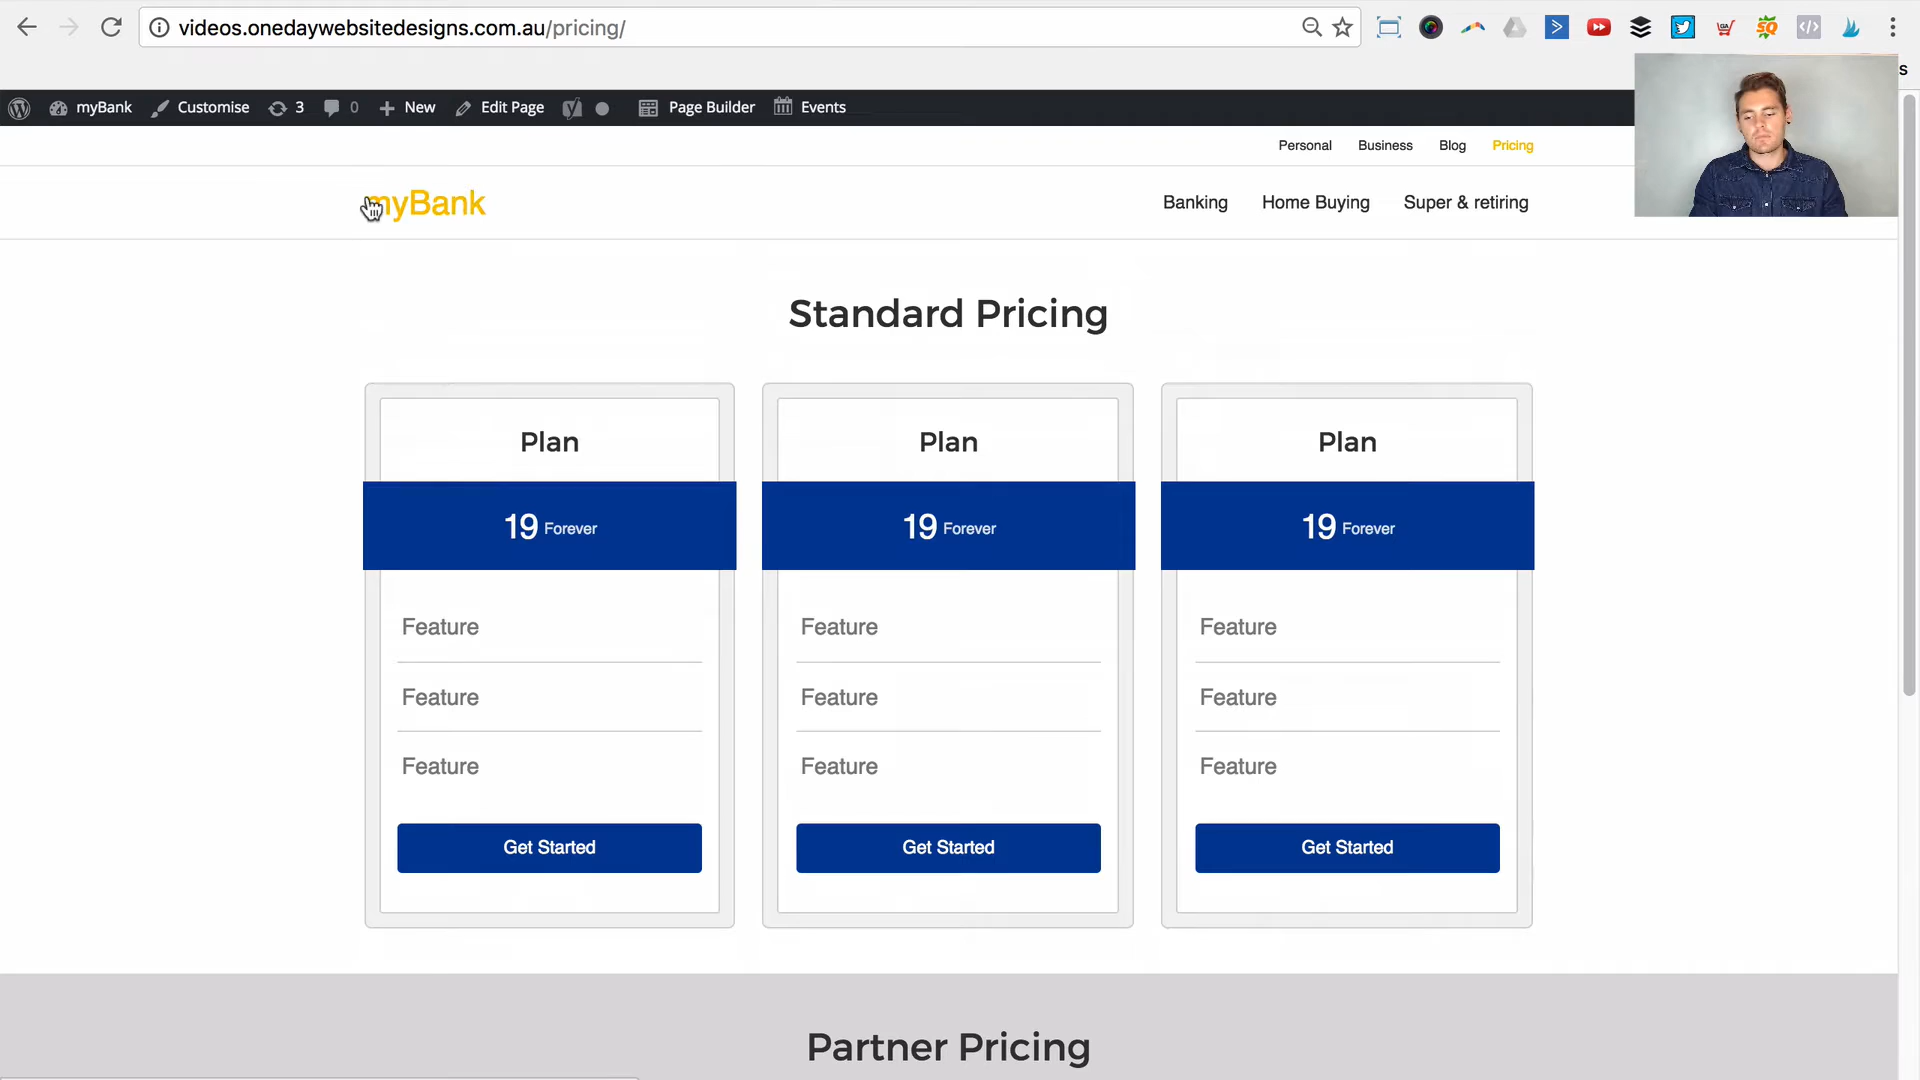 videos.onedaywebsitedesigns.com.au/pricing/
s
myBank Customise 3 0 New Edit Page Page Builder Events
Personal Business Blog Pricing
myBank Banking Home Buying Super & retiring
Standard Pricing
Plan Plan Plan
19 Forever 19 Forever 19 Forever
Feature Feature Feature
Feature Feature Feature
Feature Feature Feature
Get Started Get Started Get Started
Partner Pricing